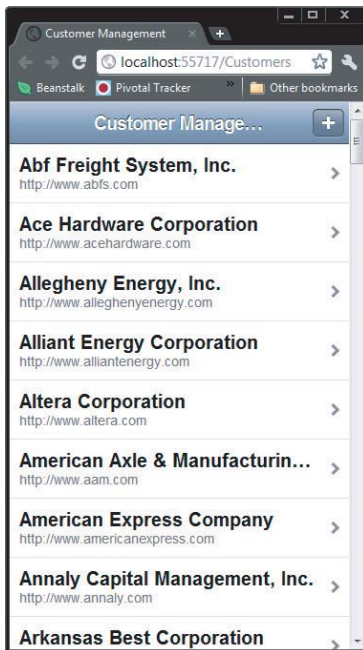 Customer Management
localhost:55717/Customers
Beanstalk Pivotal Tracker » Other bookmarks
Customer Manage...
Abf Freight System, Inc.
http://www.abfs.com
Ace Hardware Corporation
http://www.acehardware.com
Allegheny Energy, Inc.
http://www.alleghenyenergy.com
Alliant Energy Corporation
http://www.alliantenergy.com
Altera Corporation
http://www.altera.com
American Axle & Manufacturin...
http://www.aam.com
American Express Company
http://www.americanexpress.com
Annaly Capital Management, Inc.
http://www.annaly.com
Arkansas Best Corporation